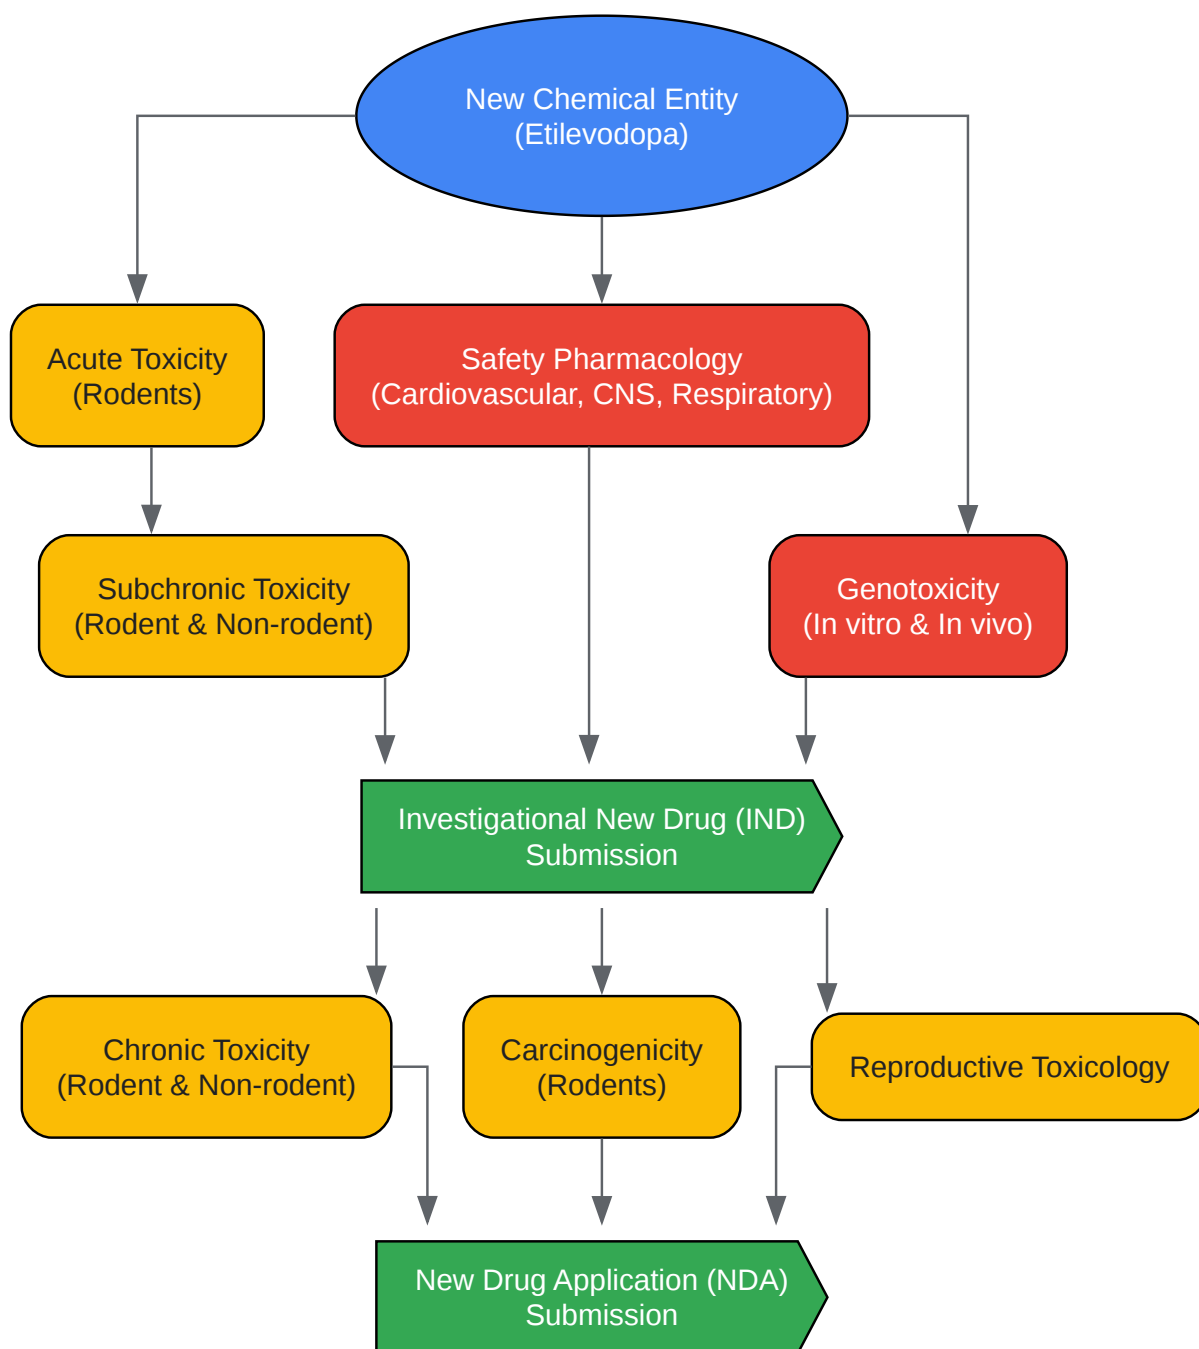 New Chemical Entity
(Etilevodopa)
Acute Toxicity
(Rodents)
Safety Pharmacology
(Cardiovascular, CNS, Respiratory)
Subchronic Toxicity
(Rodent & Non-rodent)
Genotoxicity
(In vitro & In vivo)
Investigational New Drug (IND)
Submission
Chronic Toxicity
(Rodent & Non-rodent)
Carcinogenicity
(Rodents)
Reproductive Toxicology
New Drug Application (NDA)
Submission